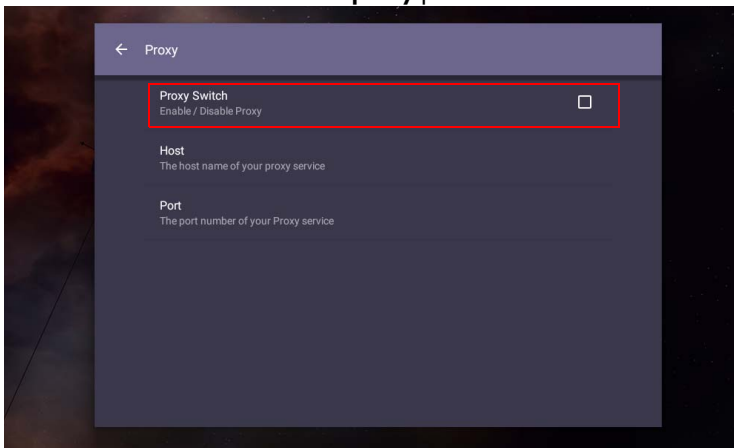 Proxy
Proxy Switch
Enable / Disable Proxy
Host
The host name of your proxy service
Port
The port number of your Proxy service